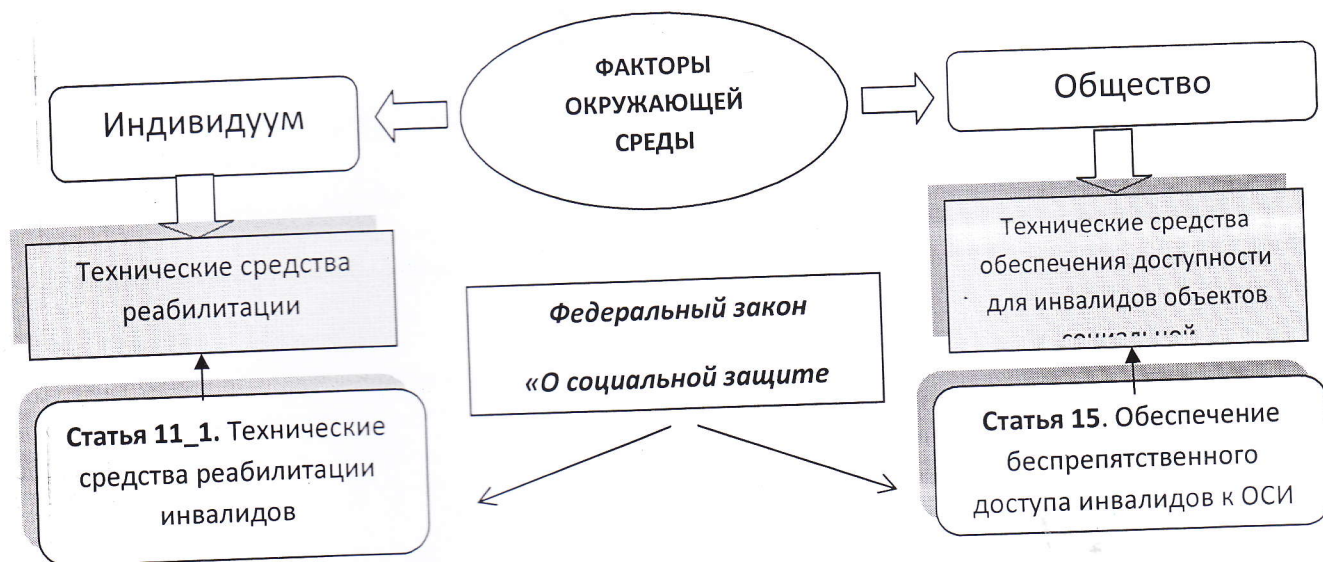 ФАКТОРЫ
ОКРУЖАЮЩЕЙ
СРЕДЫ
Индивидуум
Общество
Технические средства
реабилитации
Технические средства
обеспечения доступности
для инвалидов объектов
социальной
Федеральный закон
«О социальной защите
Статья 11_1. Технические
средства реабилитации
инвалидов
Статья 15. Обеспечение
беспрепятственного
доступа инвалидов к ОСИ